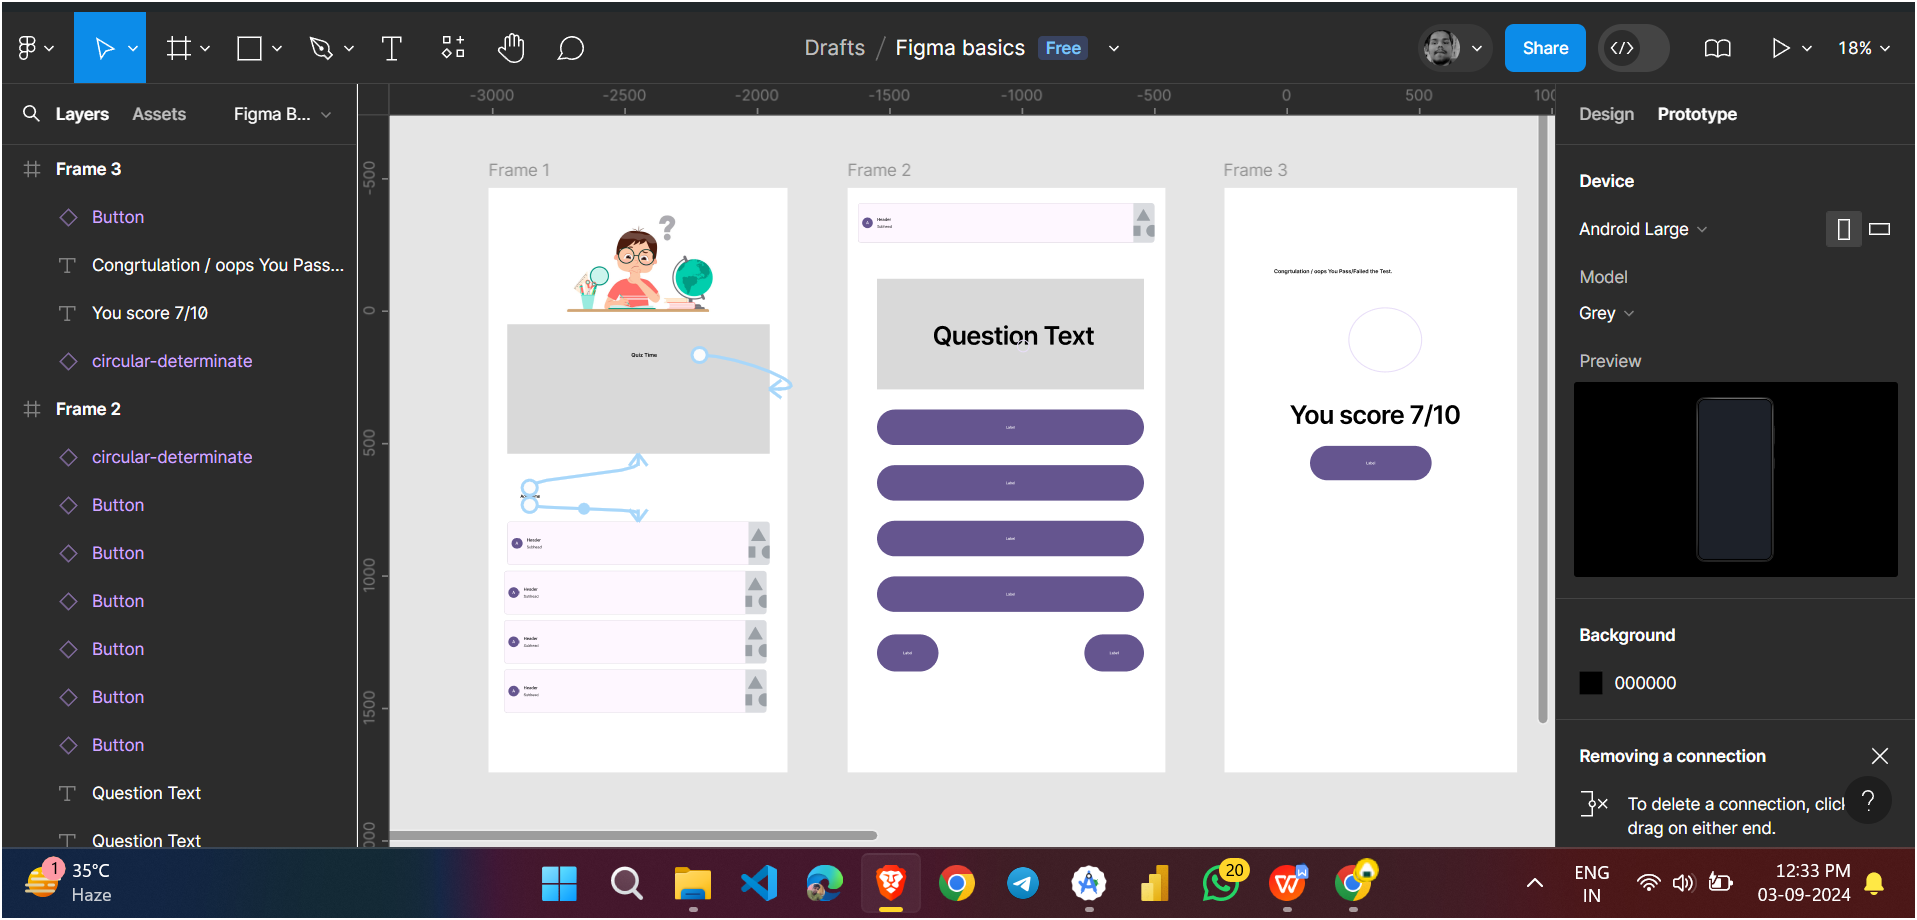 Drafts / Figma basics Free
Share
18%
Layers Assets Figma B...
Frame 3
Button
Congrtulation / oops You Pass...
You score 7/10
circular-determinate
Frame 2
circular-determinate
Button
Button
Button
Button
Button
Button
Question Text
Question Text
-3000 -2500 -2000 -1500 -1000 -500 0 500 100
-500
0
500
1000
1500
000
Frame 1
?
Quiz Time
A
Header
Subhead
A
Header
Subhead
A
Header
Subhead
A
Header
Subhead
Frame 2
A
Header
Subhead
Question Text
Label
Label
Label
Label
Label
Label
Frame 3
Congrtulation / oops You Pass/Failed the Test.
You score 7/10
Label
Design Prototype
Device
Android Large
Model
Grey
Preview
Background
000000
Removing a connection
To delete a connection, click
drag on either end.
?
1
35°C
Haze
20
W
ENG
IN
12:33 PM
03-09-2024